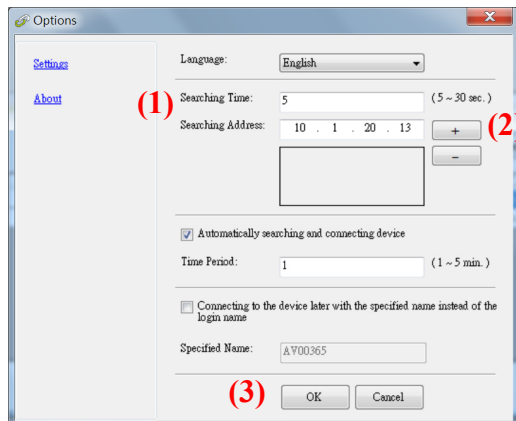 Options
Settings
About
Language: English
(1) Searching Time: 5 ( 5 ~ 30 sec. )
Searching Address: 10 . 1 . 20 . 13 + (2
−
Automatically searching and connecting device
Time Period: 1 ( 1 ~ 5 min. )
Connecting to the device later with the specified name instead of the
login name
Specified Name: AV00365
(3) OK Cancel